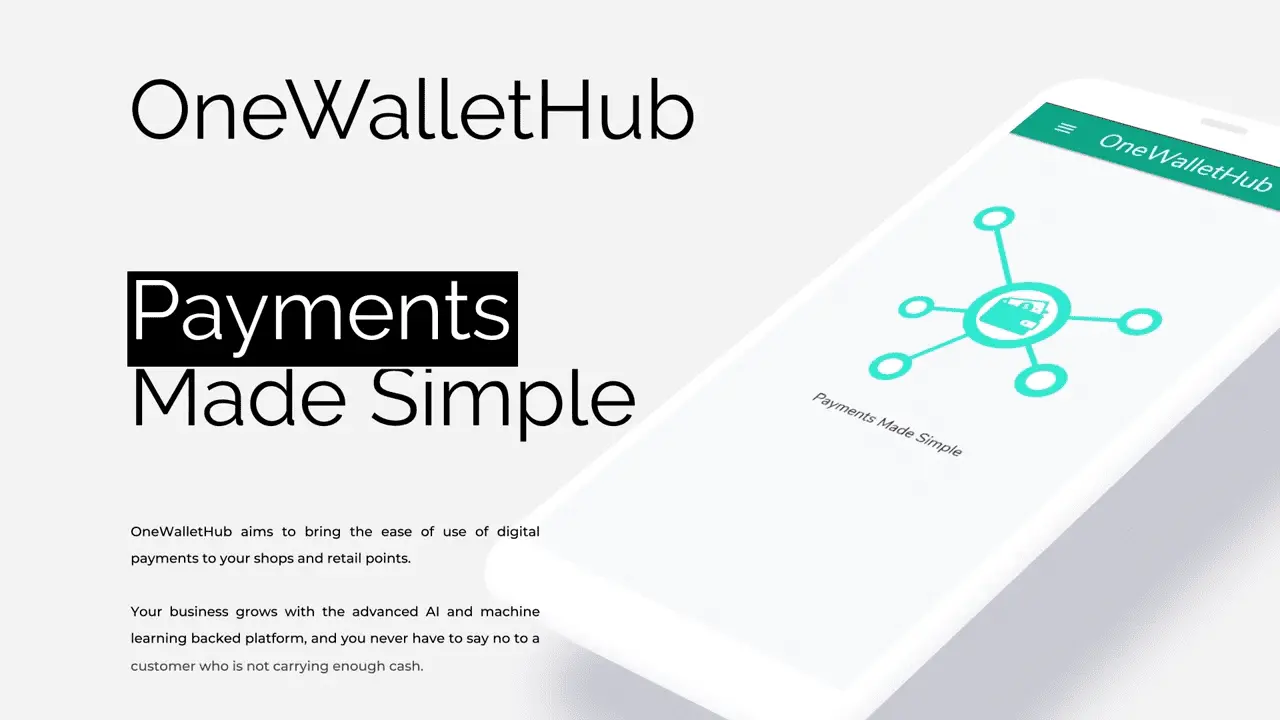 OneWalletHub
Payments
Made Simple
OneWalletHub aims to bring the ease of use of digital
payments to your shops and retail points.
Your business grows with the advanced AI and machine
learning backed platform, and you never have to say no to a
customer who is not carrying enough cash.
OneWalletHub
Payments Made Simple